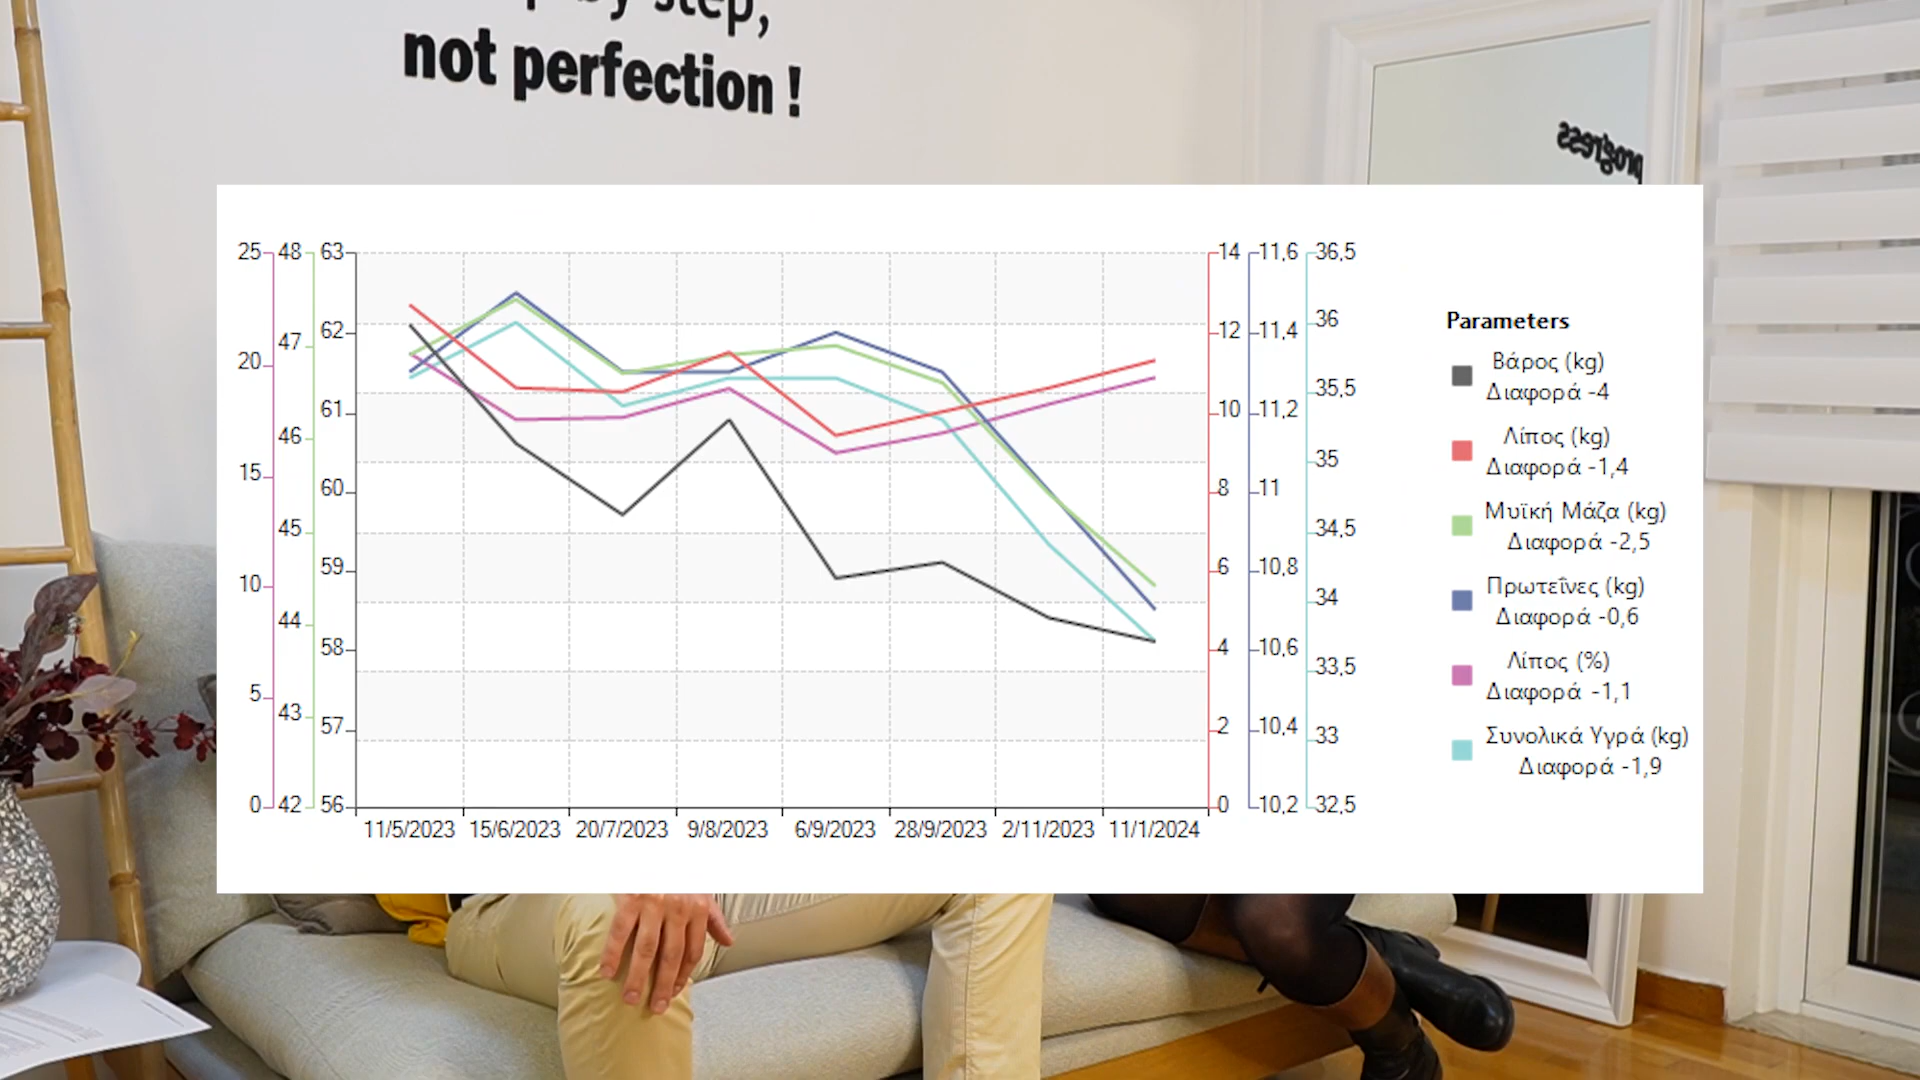 by step,
not perfection !
progress
25 48 63 14 11,6 36,5
62 12 11,4 36
47
20 35,5
61 10 11,2
46 35
15
60 8 11
45 34,5
59 6 10,8
10 34
44
58 4 10,6
33,5
5
43
57 2 10,4 33
0 42 56 0 10,2 32,5
11/5/2023 15/6/2023 20/7/2023 9/8/2023 6/9/2023 28/9/2023 2/11/2023 11/1/2024
Parameters
Βάρος (kg)
Διαφορά -4
Λίπος (kg)
Διαφορά -1,4
Μυϊκή Μάζα (kg)
Διαφορά -2,5
Πρωτεΐνες (kg)
Διαφορά -0,6
Λίπος (%)
Διαφορά -1,1
Συνολικά Υγρά (kg)
Διαφορά -1,9